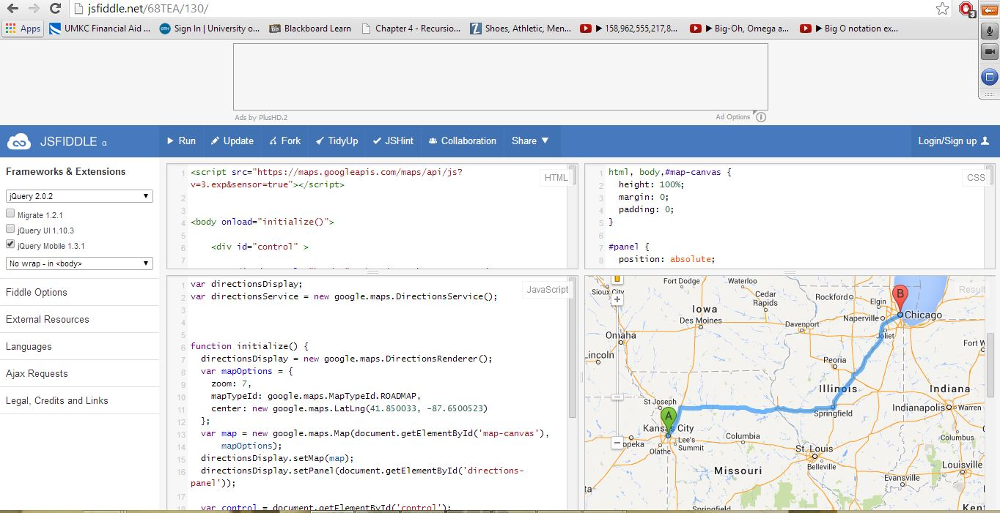 jsfiddle.net/68TEA/130/
3
Apps
UMKC Financial Aid ...
Sign In | University o...
Blackboard Learn
Chapter 4 - Recursio...
Shoes, Athletic, Men...
▶ 158,962,555,217,8...
▶ Big-Oh, Omega a...
▶ Big O notation ex...
Ads by PlusHD.2
Ad Options
JSFIDDLE α
Run
Update
Fork
TidyUp
JSHint
Collaboration
Share ▼
Login/Sign up
Frameworks & Extensions
jQuery 2.0.2
Migrate 1.2.1
jQuery UI 1.10.3
jQuery Mobile 1.3.1
No wrap - in <body>
Fiddle Options
External Resources
Languages
Ajax Requests
Legal, Credits and Links
HTML
1 <script src="https://maps.googleapis.com/maps/api/js?
v=3.exp&sensor=true"></script>
2
3
4 <body onload="initialize()">
5
6 <div id="control" >
7
CSS
1 html, body,#map-canvas {
2 height: 100%;
3 margin: 0;
4 padding: 0;
5 }
6
7 #panel {
8 position: absolute;
JavaScript
1 var directionsDisplay;
2 var directionsService = new google.maps.DirectionsService();
3
4
5
6 function initialize() {
7 directionsDisplay = new google.maps.DirectionsRenderer();
8 var mapOptions = {
9 zoom: 7,
10 mapTypeId: google.maps.MapTypeId.ROADMAP,
11 center: new google.maps.LatLng(41.850033, -87.6500523)
12 };
13 var map = new google.maps.Map(document.getElementById('map-canvas'),
14 mapOptions);
15 directionsDisplay.setMap(map);
16 directionsDisplay.setPanel(document.getElementById('directions-
panel'));
17
18 var control = document.getElementById('control');
Result
Fort Dodge
Waterloo
Sioux City
Cedar
Rapids
Rockford
Elgin
B
Iowa
Des Moines
Naperville
Chicago
Davenport
Joliet
Omaha
Fort W
Lincoln
Peoria
Illinois
Indiana
St Joseph
Indianapolis
Warren
A
Springfield
Kansas City
Columbia
Columbus
opeka
Lee's
Summit
Olathe
St. Louis
Belleville
Louisville
Missouri
Evansville
ta
Springfield
Ken